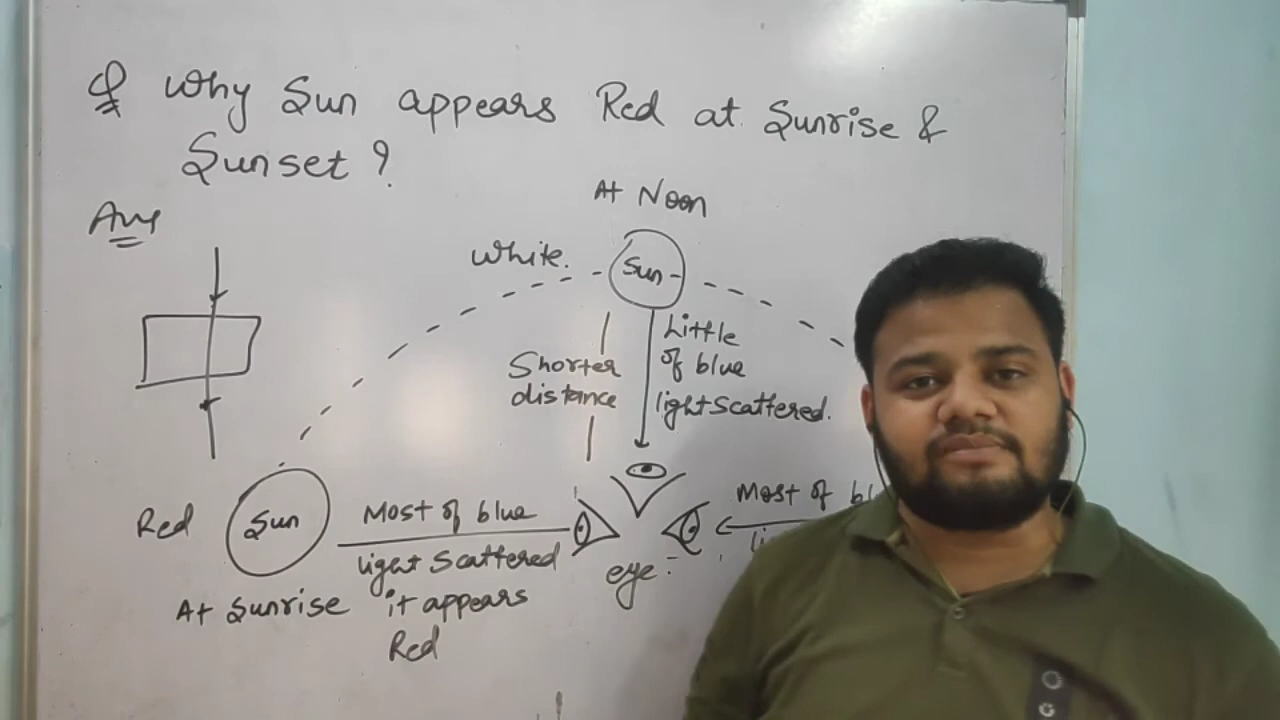 Q Why Sun appears Red at Sunrise &
Sunset ?
Ans
At Noon
White.
Sun
Shorter
distance
Little
of blue
light scattered.
Red
Sun
Most of blue
light scattered
At Sunrise it appears
Red
eye
Most of